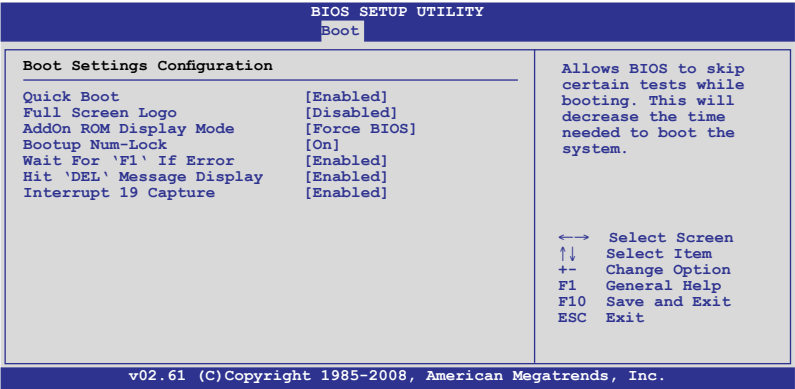 BIOS SETUP UTILITY
Boot
Boot Settings Configuration
Quick Boot [Enabled]
Full Screen Logo [Disabled]
AddOn ROM Display Mode [Force BIOS]
Bootup Num-Lock [On]
Wait For ‘F1‘ If Error [Enabled]
Hit ‘DEL‘ Message Display [Enabled]
Interrupt 19 Capture [Enabled]
Allows BIOS to skip
certain tests while
booting. This will
decrease the time
needed to boot the
system.
←→ Select Screen
↑↓ Select Item
+- Change Option
F1 General Help
F10 Save and Exit
ESC Exit
v02.61 (C)Copyright 1985-2008, American Megatrends, Inc.